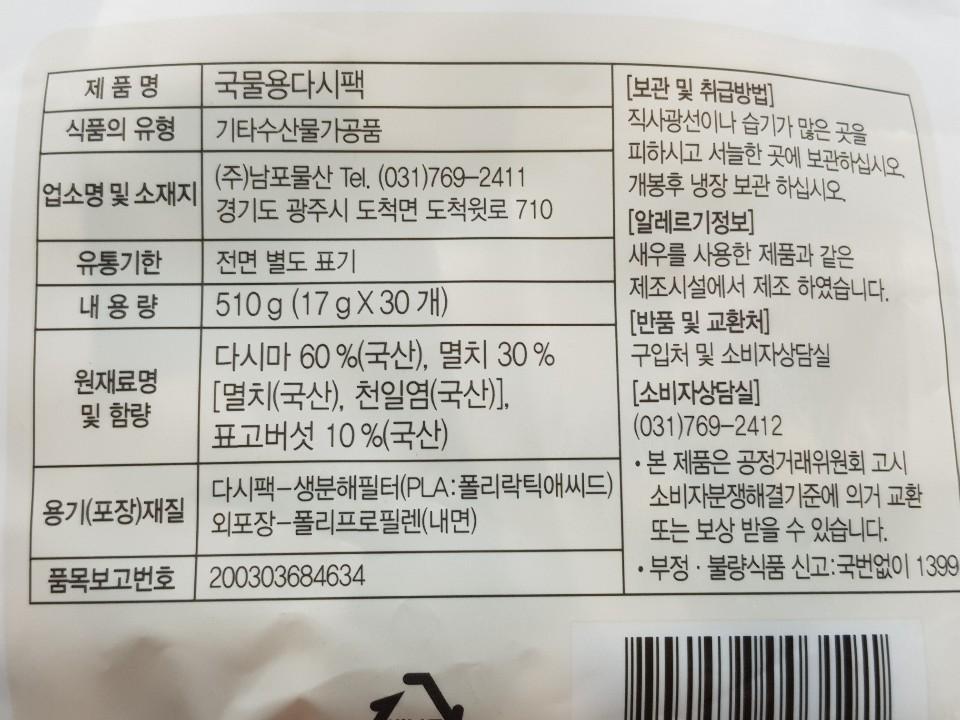 제 품 명
국물용다시팩
식품의 유형
기타수산물가공품
업소명 및 소재지
(주)남포물산 Tel. (031)769-2411
경기도 광주시 도척면 도척윗로 710
유통기한
전면 별도 표기
내 용 량
510 g (17 g X 30 개)
원재료명
및 함량
다시마 60 %(국산), 멸치 30 %
[멸치(국산), 천일염(국산)],
표고버섯 10 %(국산)
용기(포장)재질
다시팩-생분해필터(PLA:폴리락틱애씨드)
외포장-폴리프로필렌(내면)
품목보고번호
200303684634
[보관 및 취급방법]
직사광선이나 습기가 많은 곳을
피하시고 서늘한 곳에 보관하십시오.
개봉후 냉장 보관 하십시오.
[알레르기정보]
새우를 사용한 제품과 같은
제조시설에서 제조 하였습니다.
[반품 및 교환처]
구입처 및 소비자상담실
[소비자상담실]
(031)769-2412
• 본 제품은 공정거래위원회 고시
소비자분쟁해결기준에 의거 교환
또는 보상 받을 수 있습니다.
• 부정 · 불량식품 신고:국번없이 1399